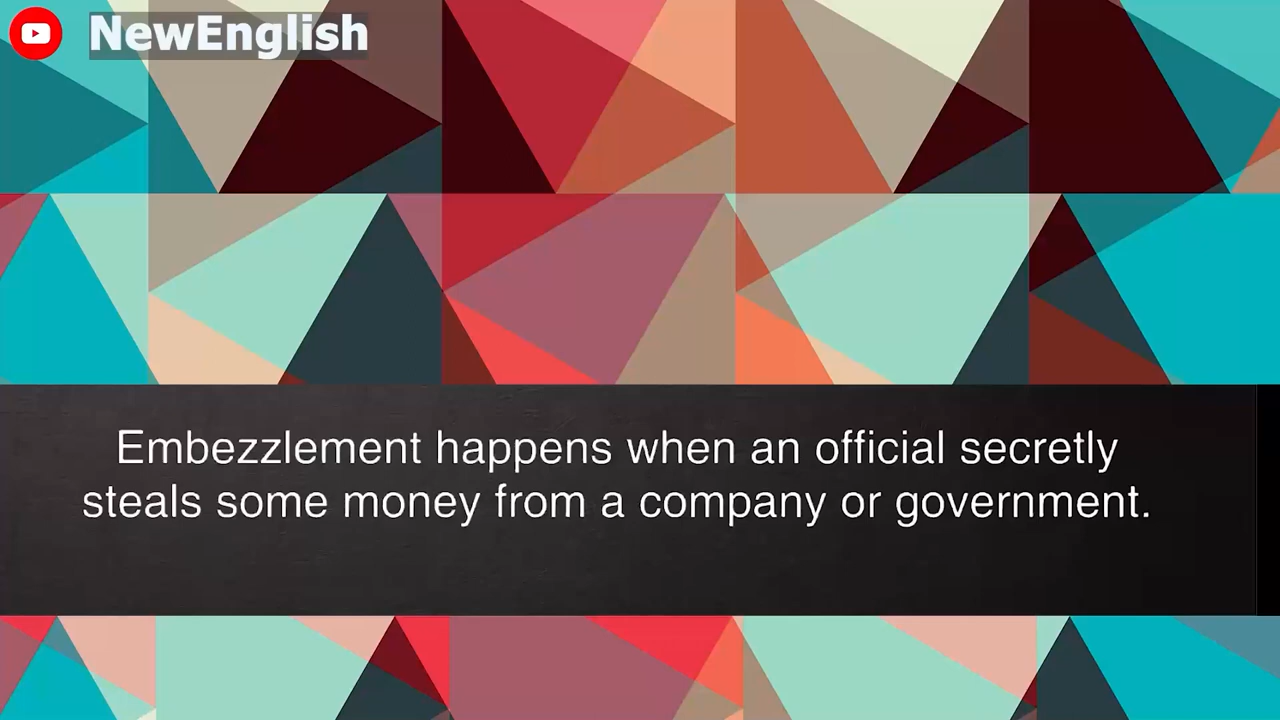 NewEnglish
Embezzlement happens when an official secretly
steals some money from a company or government.